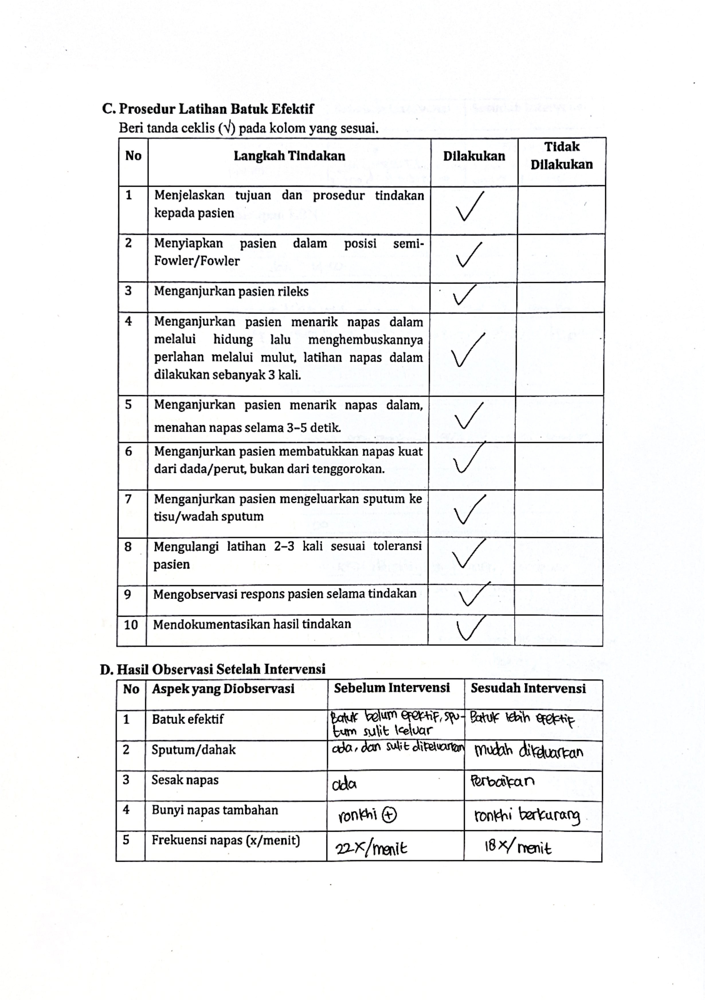 C. Prosedur Latihan Batuk Efektif
Beri tanda ceklis (√) pada kolom yang sesuai.
No Langkah Tindakan Dilakukan Tidak
Dilakukan
1 Menjelaskan tujuan dan prosedur tindakan ✓
kepada pasien
2 Menyiapkan pasien dalam posisi semi- ✓
Fowler/Fowler
3 Menganjurkan pasien rileks ✓
4 Menganjurkan pasien menarik napas dalam ✓
melalui hidung lalu menghembuskannya
perlahan melalui mulut, latihan napas dalam
dilakukan sebanyak 3 kali.
5 Menganjurkan pasien menarik napas dalam, ✓
menahan napas selama 3–5 detik.
6 Menganjurkan pasien membatukkan napas kuat ✓
dari dada/perut, bukan dari tenggorokan.
7 Menganjurkan pasien mengeluarkan sputum ke ✓
tisu/wadah sputum
8 Mengulangi latihan 2–3 kali sesuai toleransi ✓
pasien
9 Mengobservasi respons pasien selama tindakan ✓
10 Mendokumentasikan hasil tindakan ✓
D. Hasil Observasi Setelah Intervensi
No Aspek yang Diobservasi Sebelum Intervensi Sesudah Intervensi
1 Batuk efektif Batuk belum efektif, spu- Batuk lebih efektif
tum sulit keluar
2 Sputum/dahak ada, dan sulit dikeluarkan mudah dikeluarkan
3 Sesak napas ada Perbaikan
4 Bunyi napas tambahan ronkhi ⊕ ronkhi berkurang
5 Frekuensi napas (x/menit) 22x/menit 18x/menit